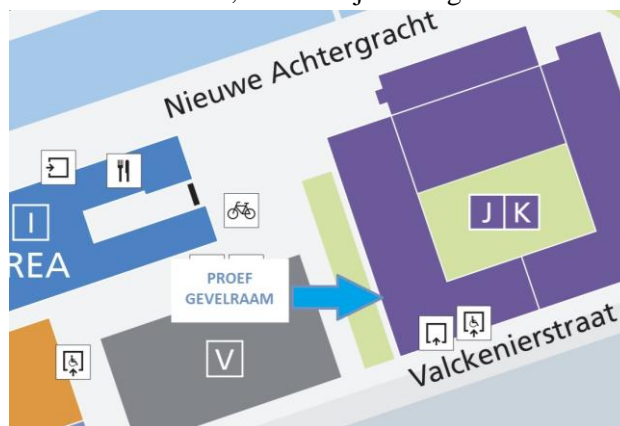 Nieuwe Achtergracht
I
REA
J K
PROEF
GEVELRAAM
V
Valckenierstraat